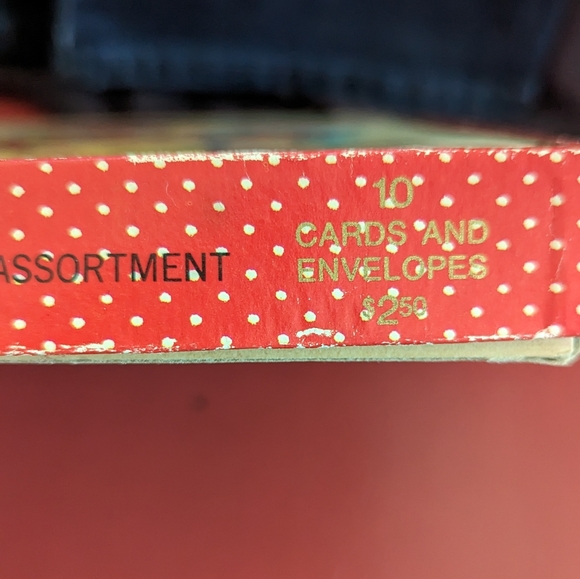 ASSORTMENT
10
CARDS AND
ENVELOPES
$2.50